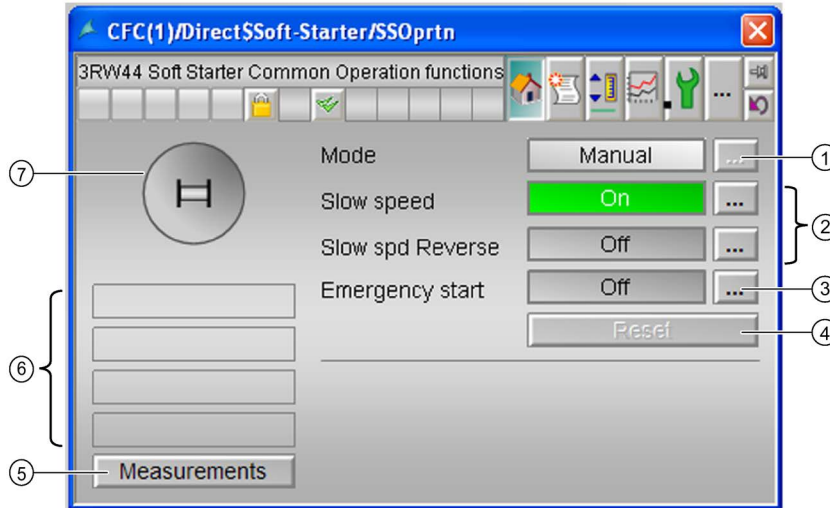 CFC(1)/Direct$Soft-Starter/SSOprtn
3RW44 Soft Starter Common Operation functions
...
Mode
Manual
...
1
Slow speed
On
...
2
Slow spd Reverse
Off
...
Emergency start
Off
...
3
Reset
4
7
6
5
Measurements